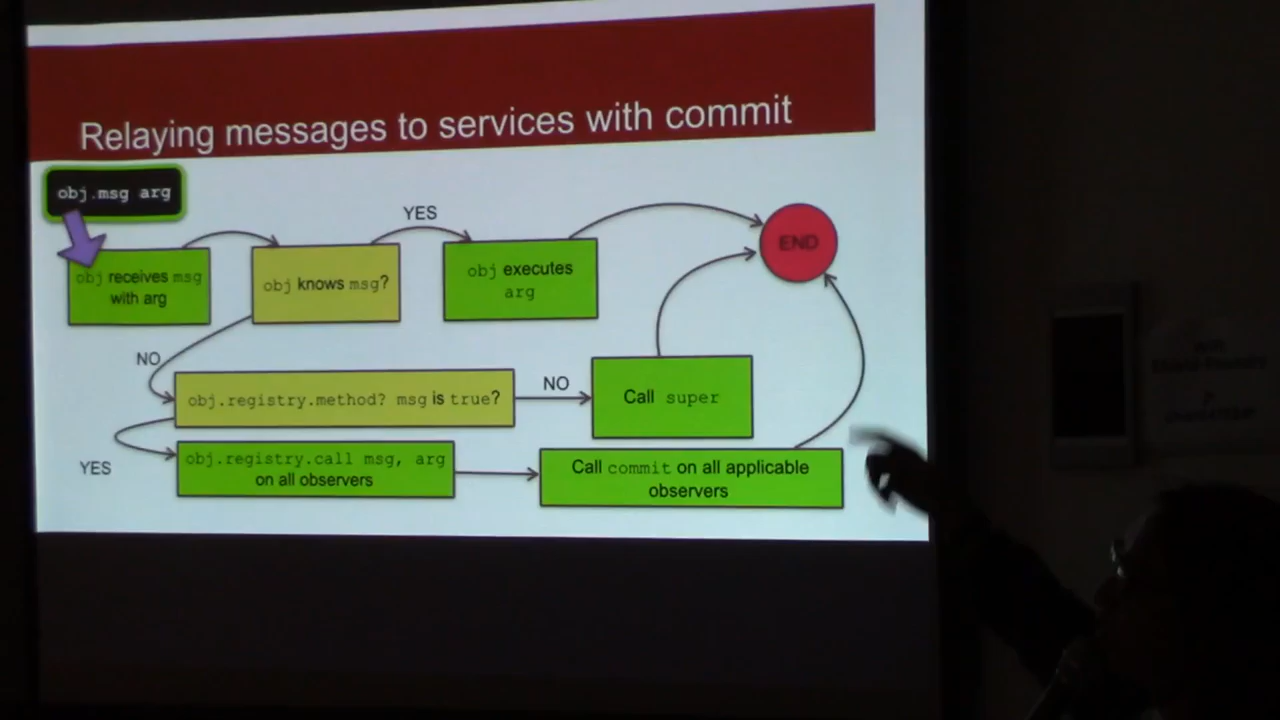 Relaying messages to services with commit
obj.msg arg
YES
END
obj receives msg
with arg
obj knows msg?
obj executes
arg
NO
obj.registry.method? msg is true?
NO
Call super
YES
obj.registry.call msg, arg
on all observers
Call commit on all applicable
observers